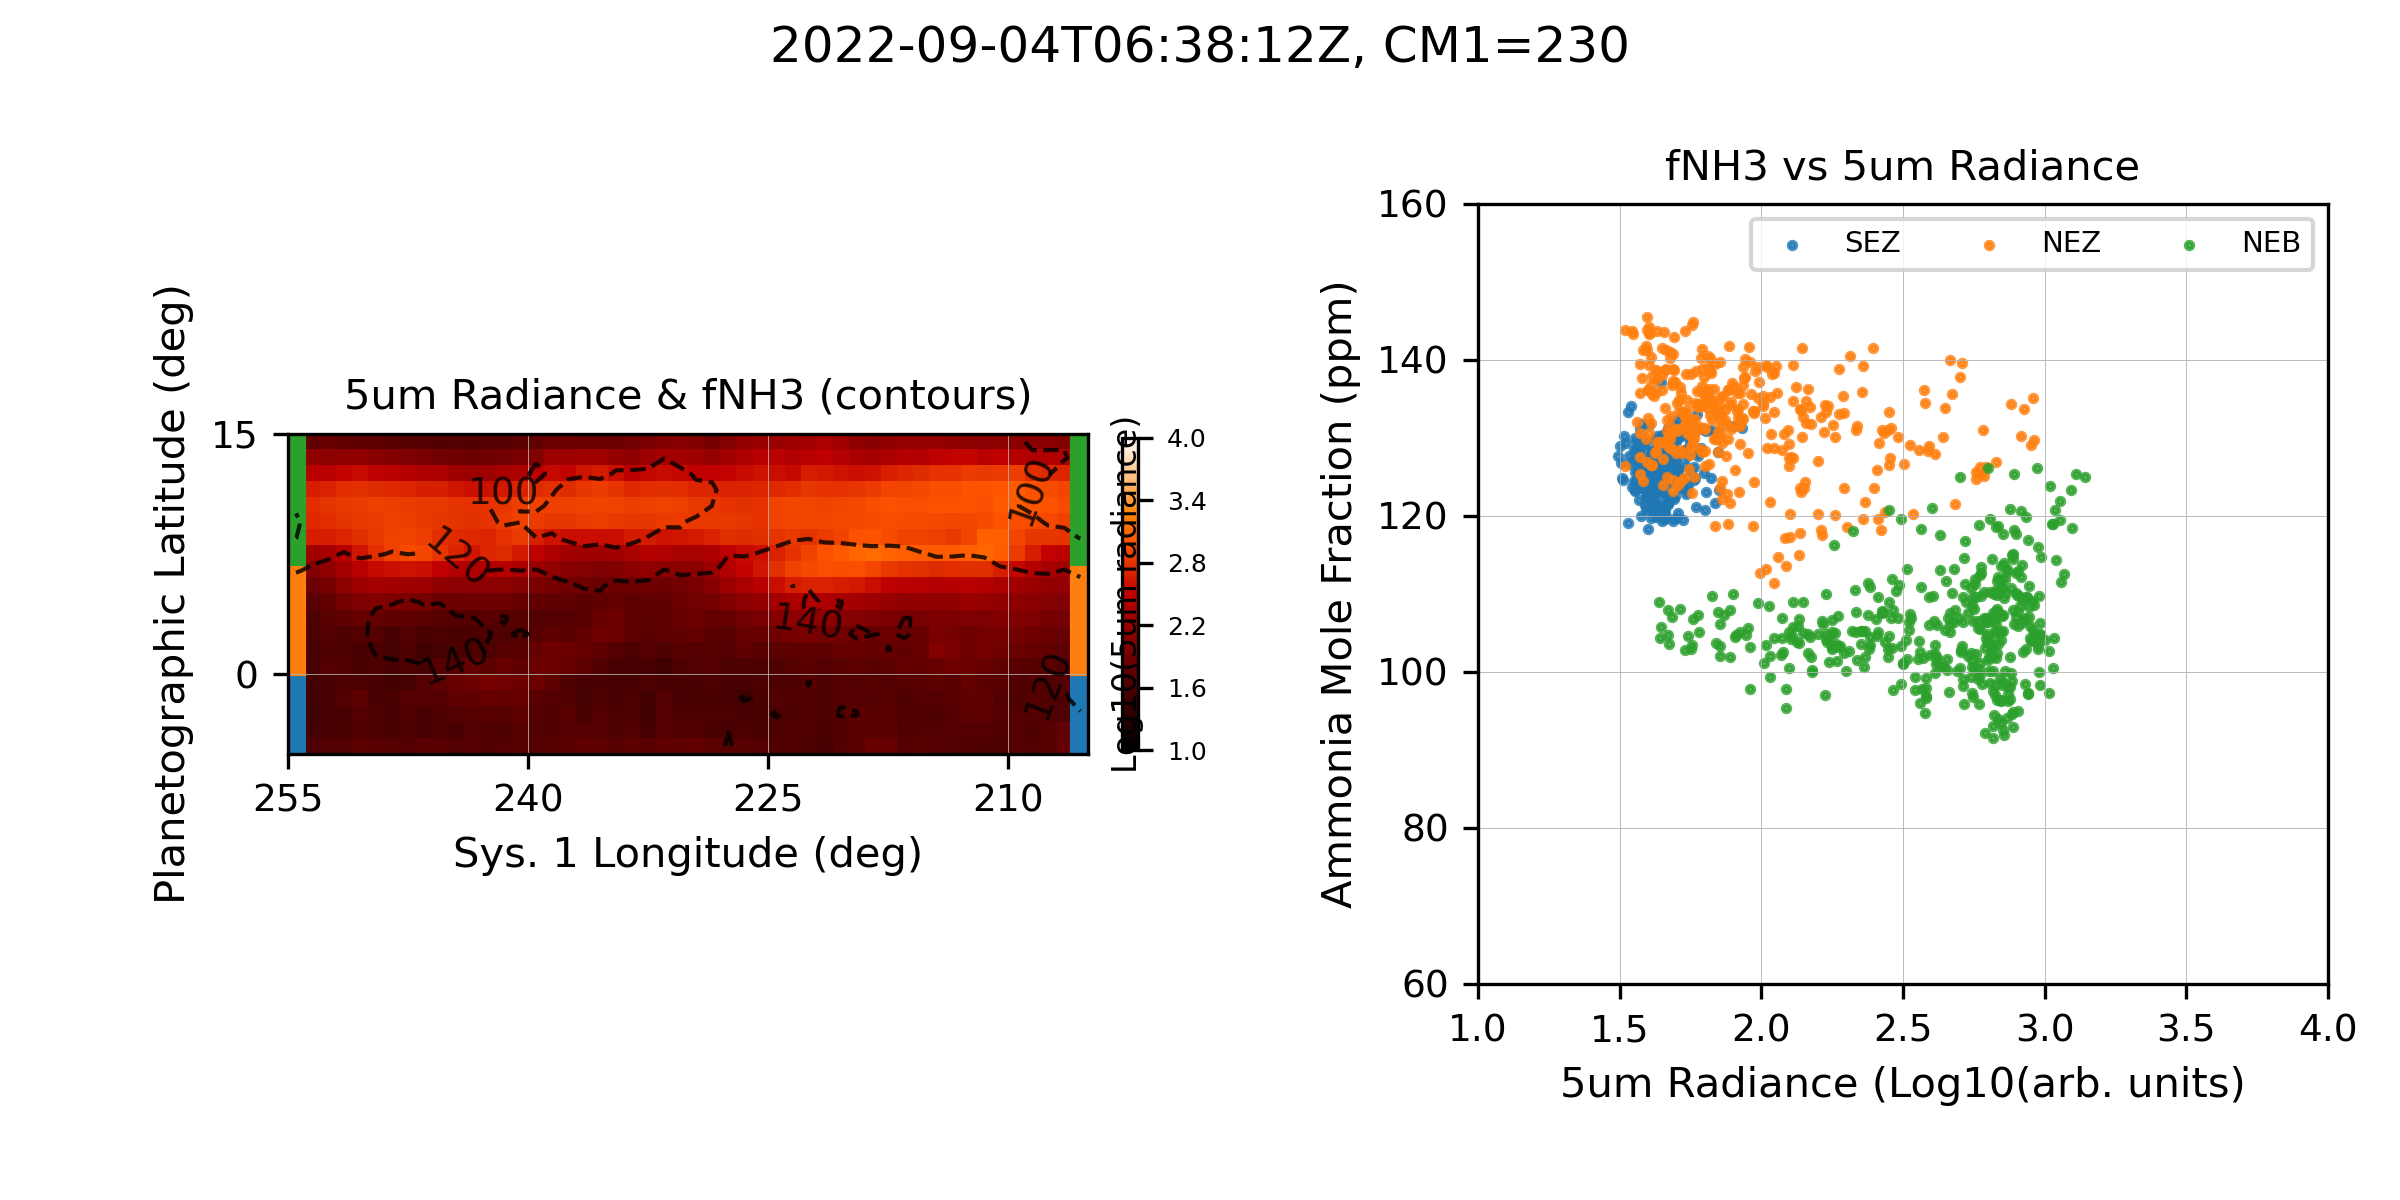 2022-09-04T06:38:12Z, CM1=230
5um Radiance & fNH3 (contours)
Planetographic Latitude (deg)
15
0
100
120
140
140
100
120
255
240
225
210
Sys. 1 Longitude (deg)
Log10(5um radiance)
4.0
3.4
2.8
2.2
1.6
1.0
fNH3 vs 5um Radiance
SEZ
NEZ
NEB
Ammonia Mole Fraction (ppm)
160
140
120
100
80
60
1.0
1.5
2.0
2.5
3.0
3.5
4.0
5um Radiance (Log10(arb. units)